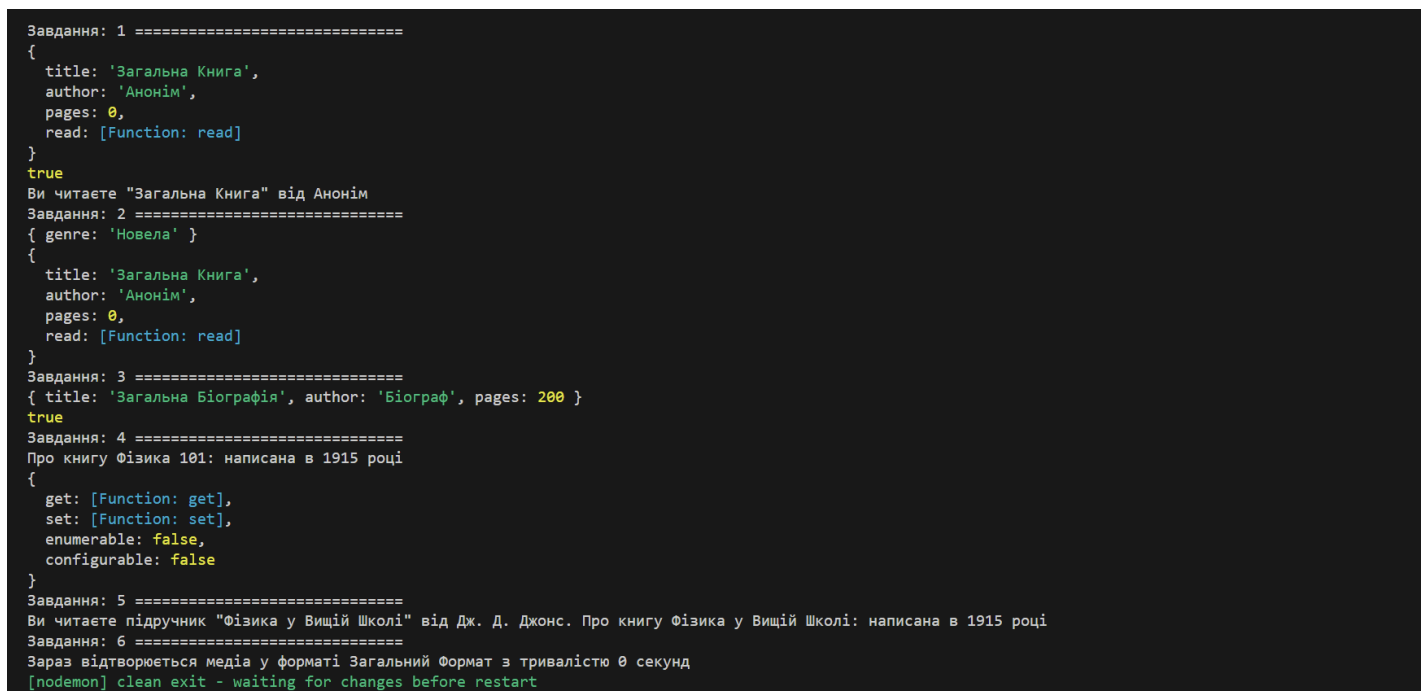 Завдання: 1 ==============================
{
  title: 'Загальна Книга',
  author: 'Анонім',
  pages: 0,
  read: [Function: read]
}
true
Ви читаєте "Загальна Книга" від Анонім
Завдання: 2 ==============================
{ genre: 'Новела' }
{
  title: 'Загальна Книга',
  author: 'Анонім',
  pages: 0,
  read: [Function: read]
}
Завдання: 3 ==============================
{ title: 'Загальна Біографія', author: 'Біограф', pages: 200 }
true
Завдання: 4 ==============================
Про книгу Фізика 101: написана в 1915 році
{
  get: [Function: get],
  set: [Function: set],
  enumerable: false,
  configurable: false
}
Завдання: 5 ==============================
Ви читаєте підручник "Фізика у Вищій Школі" від Дж. Д. Джонс. Про книгу Фізика у Вищій Школі: написана в 1915 році
Завдання: 6 ==============================
Зараз відтворюється медіа у форматі Загальний Формат з тривалістю 0 секунд
[nodemon] clean exit - waiting for changes before restart